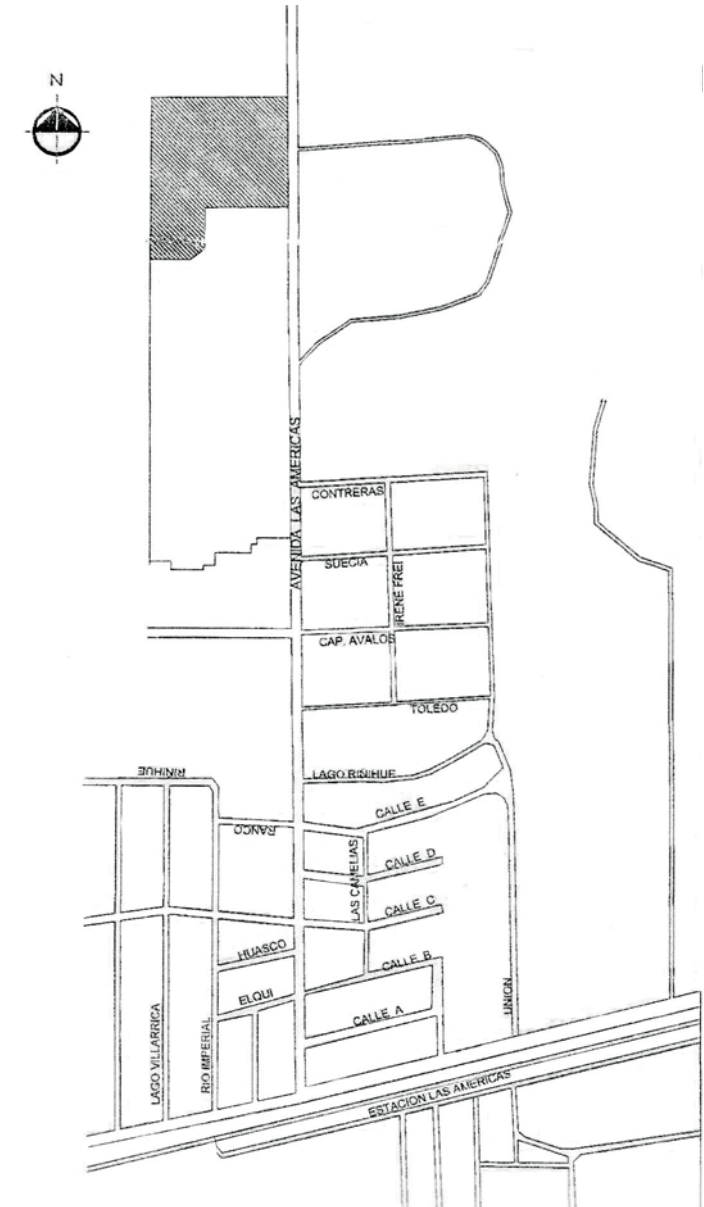 N
AVENIDA LAS AMERICAS
CONTRERAS
SUECIA
IRENE FREI
CAP. AVALOS
TOLEDO
RIÑIHUE
LAGO RIÑIHUE
CALLE E
RANCO
LAS CAMELIAS
CALLE D
CALLE C
HUASCO
CALLE B
ELQUI
CALLE A
UNION
LAGO VILLARRICA
RIO IMPERIAL
ESTACION LAS AMERICAS